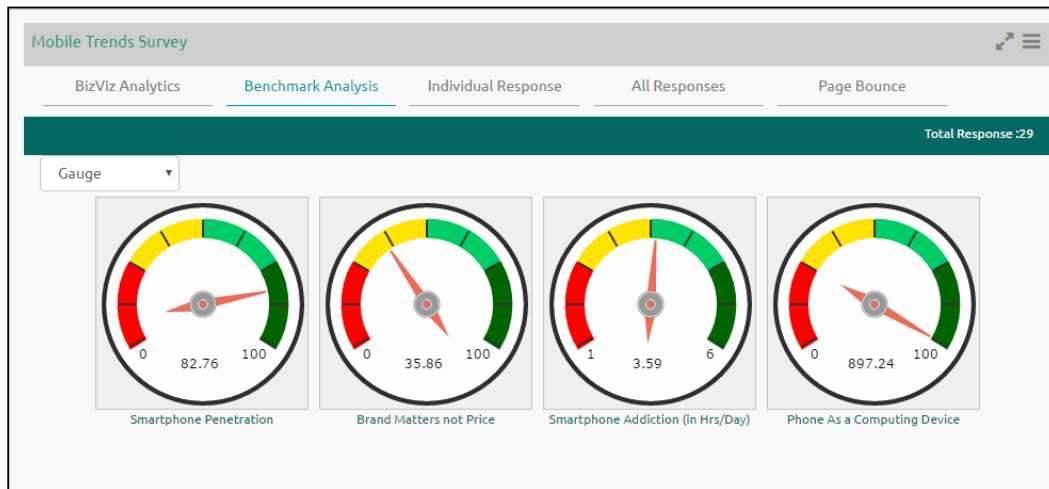 Mobile Trends Survey
BizViz Analytics Benchmark Analysis Individual Response All Responses Page Bounce
Total Response :29
Gauge
0 100 0 100 1 6 0 100
82.76 35.86 3.59 897.24
Smartphone Penetration Brand Matters not Price Smartphone Addiction (in Hrs/Day) Phone As a Computing Device